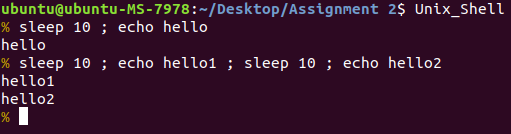 ubuntu@ubuntu-MS-7978:~/Desktop/Assignment 2$ Unix_Shell
% sleep 10 ; echo hello
hello
% sleep 10 ; echo hello1 ; sleep 10 ; echo hello2
hello1
hello2
%